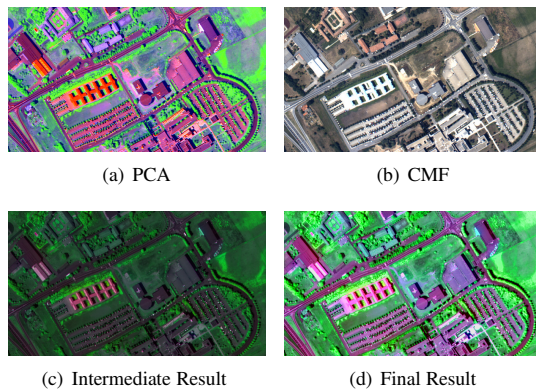 (a) PCA
(b) CMF
(c) Intermediate Result
(d) Final Result